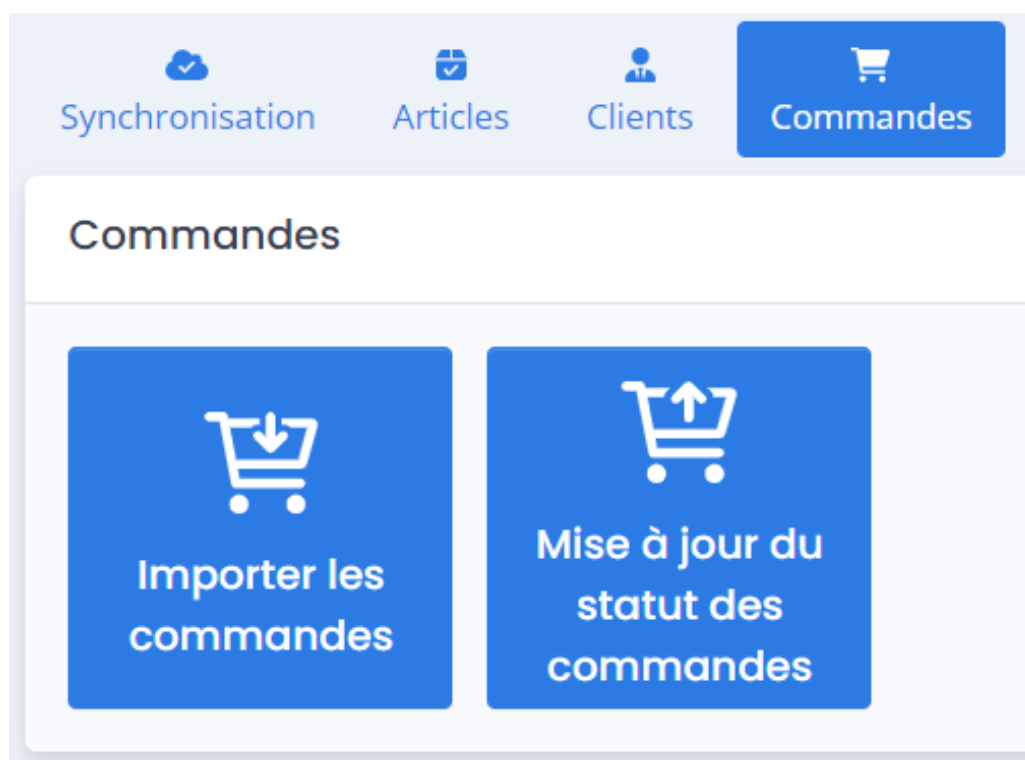 Synchronisation Articles Clients Commandes
Commandes
Importer les
commandes
Mise à jour du
statut des
commandes